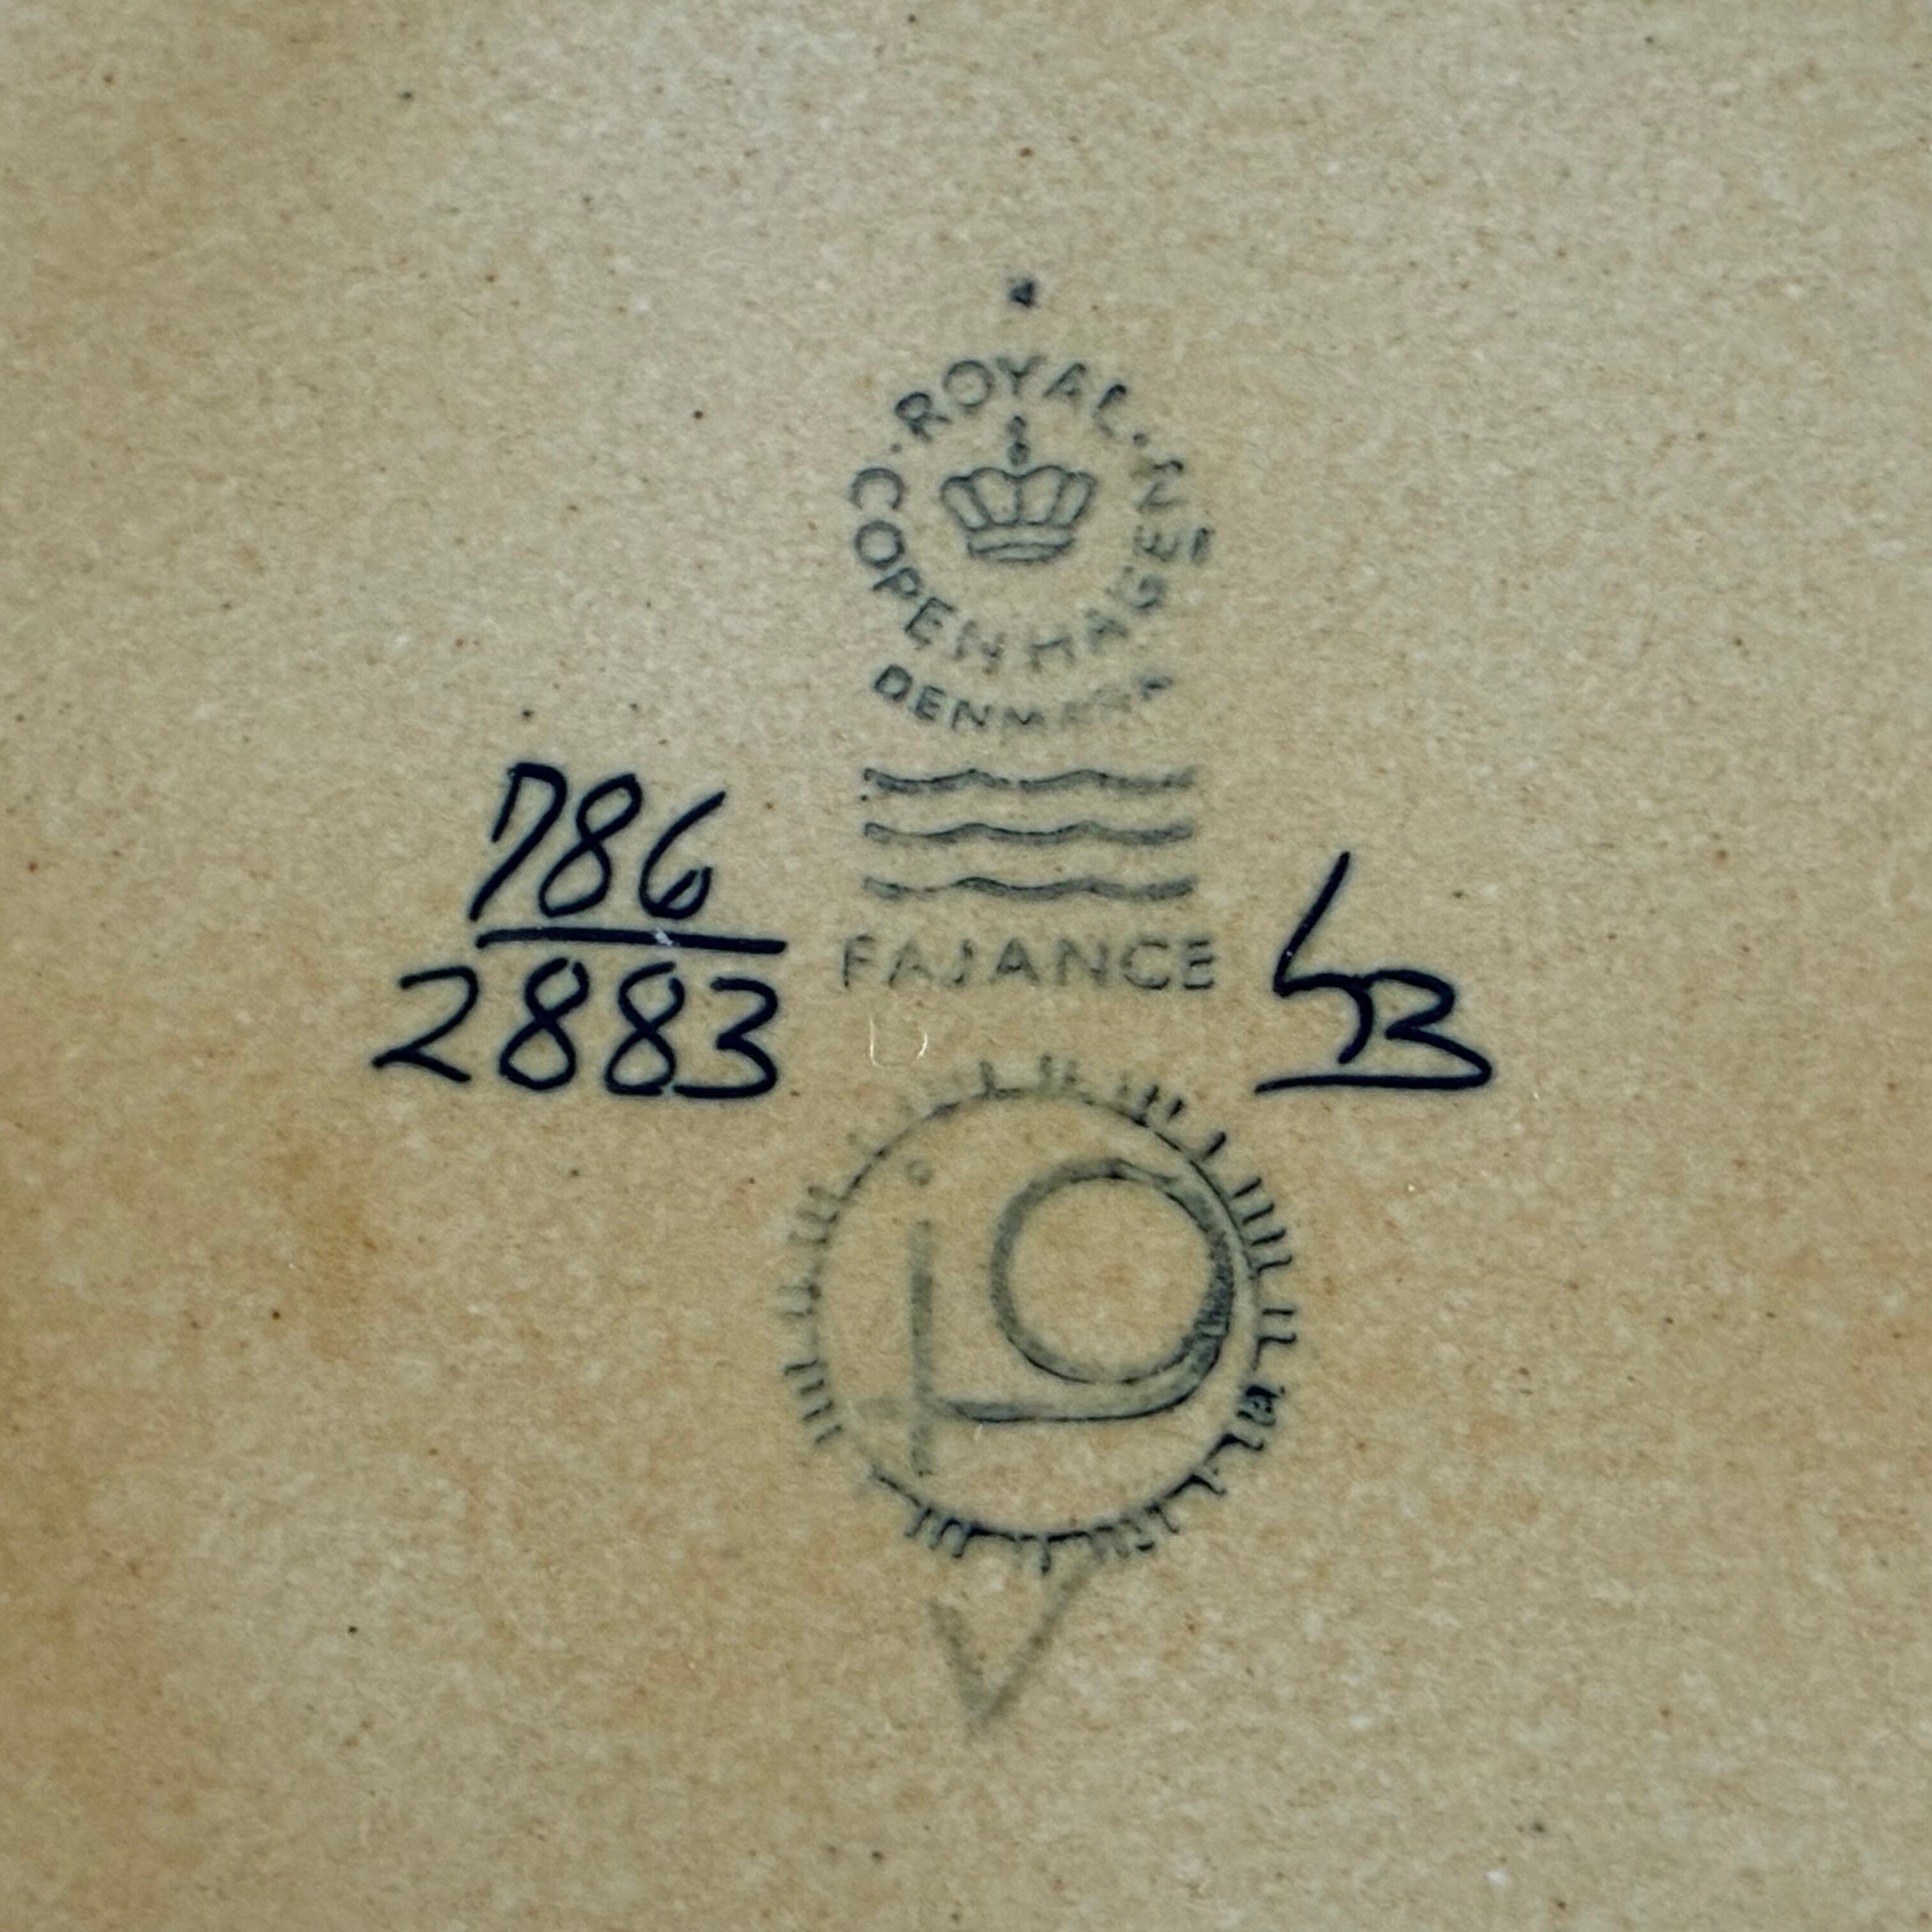 ROYAL · COPENHAGEN
DENMARK
786
2883
FAJANCE